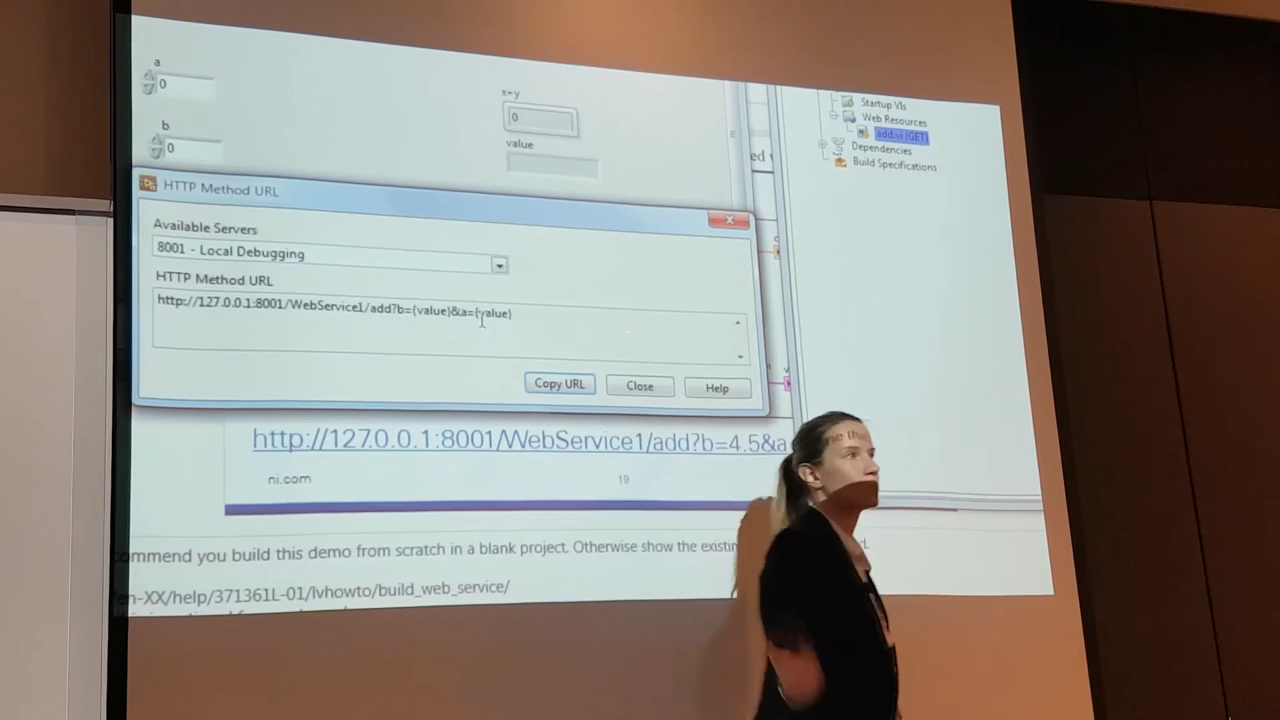 a
0
b
0
x+y
0
value
Startup VIs
Web Resources
add.vi (GET)
Dependencies
Build Specifications
ed
HTTP Method URL
Available Servers
8001 - Local Debugging
HTTP Method URL
http://127.0.0.1:8001/WebService1/add?b={value}&a={value}
Copy URL
Close
Help
http://127.0.0.1:8001/WebService1/add?b=4.5&a
ni.com
19
ommend you build this demo from scratch in a blank project. Otherwise show the existin
d.
/en-XX/help/371361L-01/lvhowto/build_web_service/